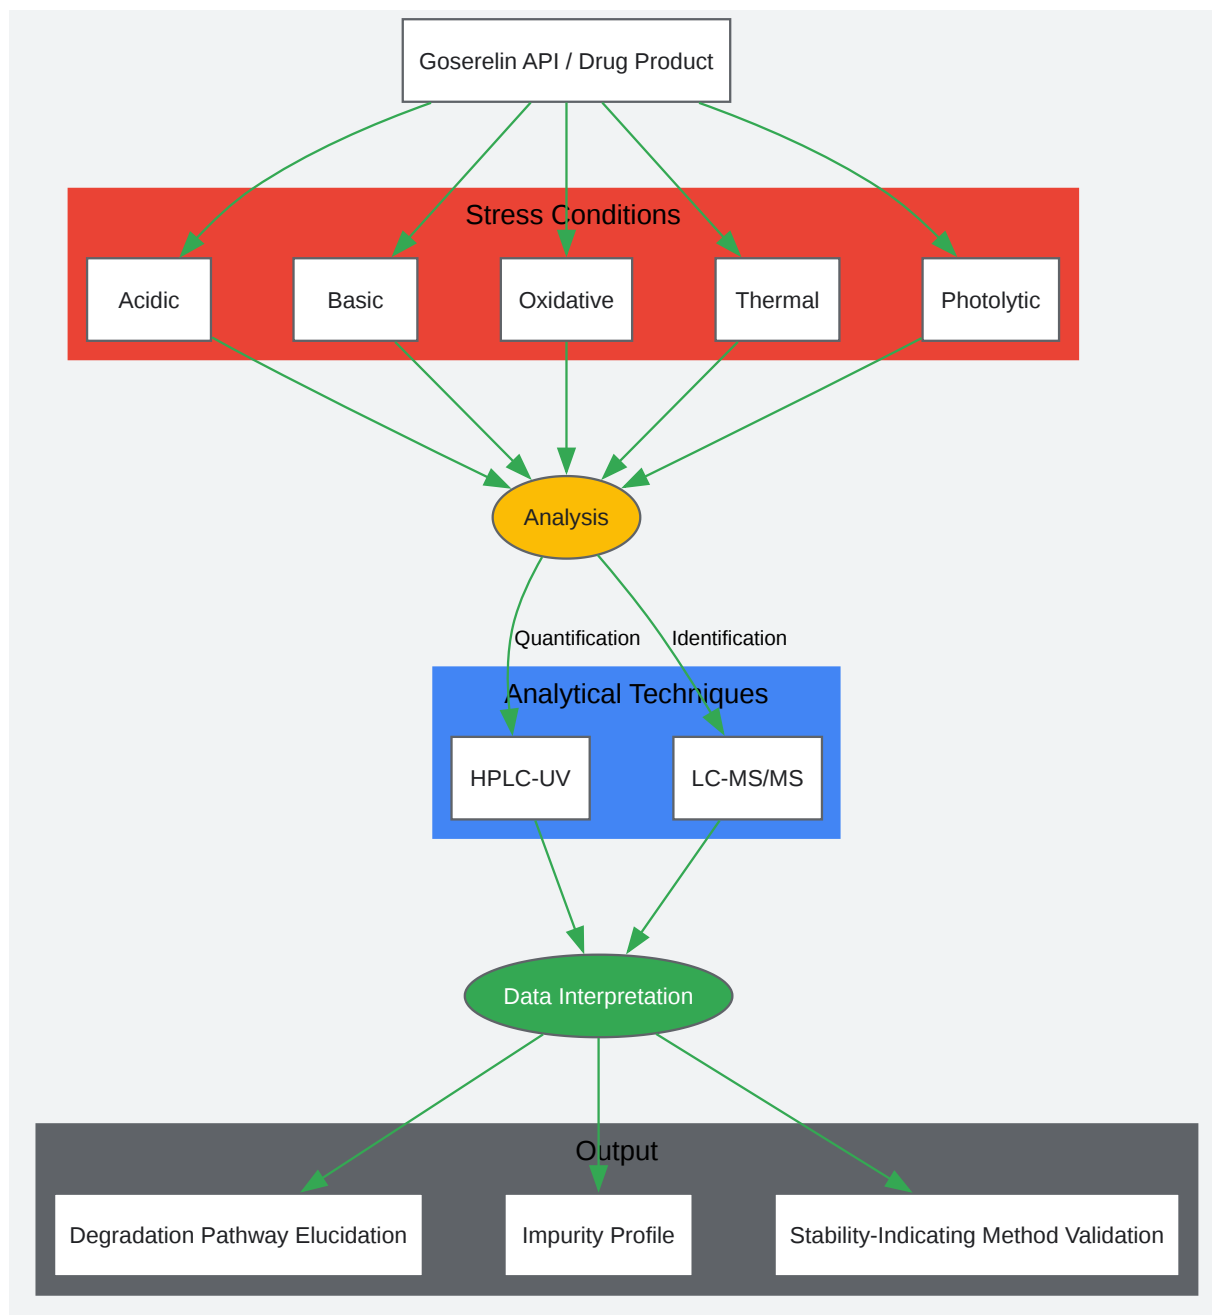 Goserelin API / Drug Product
Stress Conditions
Acidic
Basic
Oxidative
Thermal
Photolytic
Analysis
Quantification
Identification
Analytical Techniques
HPLC-UV
LC-MS/MS
Data Interpretation
Output
Degradation Pathway Elucidation
Impurity Profile
Stability-Indicating Method Validation